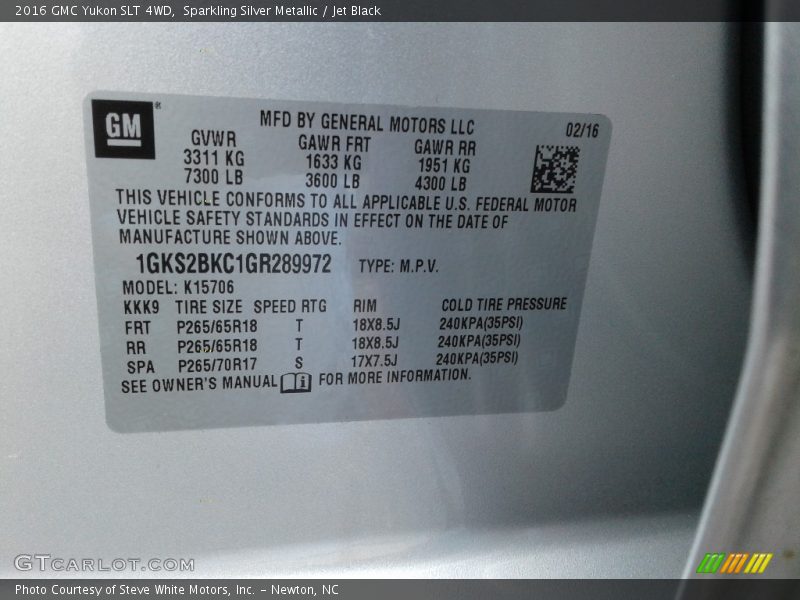 2016 GMC Yukon SLT 4WD, Sparkling Silver Metallic / Jet Black
GM®
MFD BY GENERAL MOTORS LLC 02/16
GVWR GAWR FRT GAWR RR
3311 KG 1633 KG 1951 KG
7300 LB 3600 LB 4300 LB
THIS VEHICLE CONFORMS TO ALL APPLICABLE U.S. FEDERAL MOTOR
VEHICLE SAFETY STANDARDS IN EFFECT ON THE DATE OF
MANUFACTURE SHOWN ABOVE.
1GKS2BKC1GR289972 TYPE: M.P.V.
MODEL: K15706
KKK9 TIRE SIZE SPEED RTG RIM COLD TIRE PRESSURE
FRT P265/65R18 T 18X8.5J 240KPA(35PSI)
RR P265/65R18 T 18X8.5J 240KPA(35PSI)
SPA P265/70R17 S 17X7.5J 240KPA(35PSI)
SEE OWNER'S MANUAL FOR MORE INFORMATION.
GTCARLOT.COM
Photo Courtesy of Steve White Motors, Inc. – Newton, NC